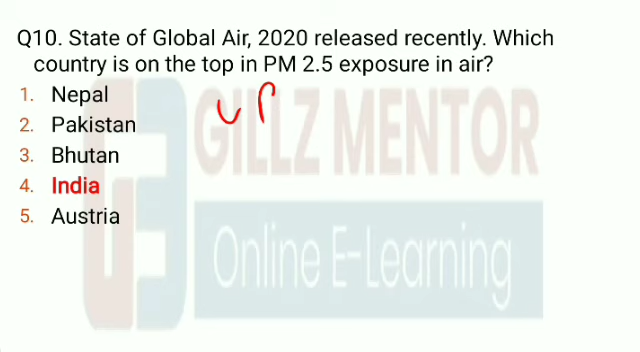 Q10. State of Global Air, 2020 released recently. Which
country is on the top in PM 2.5 exposure in air?
1. Nepal
2. Pakistan
3. Bhutan
4. India
5. Austria
GILLZ MENTOR
Online E-Learning